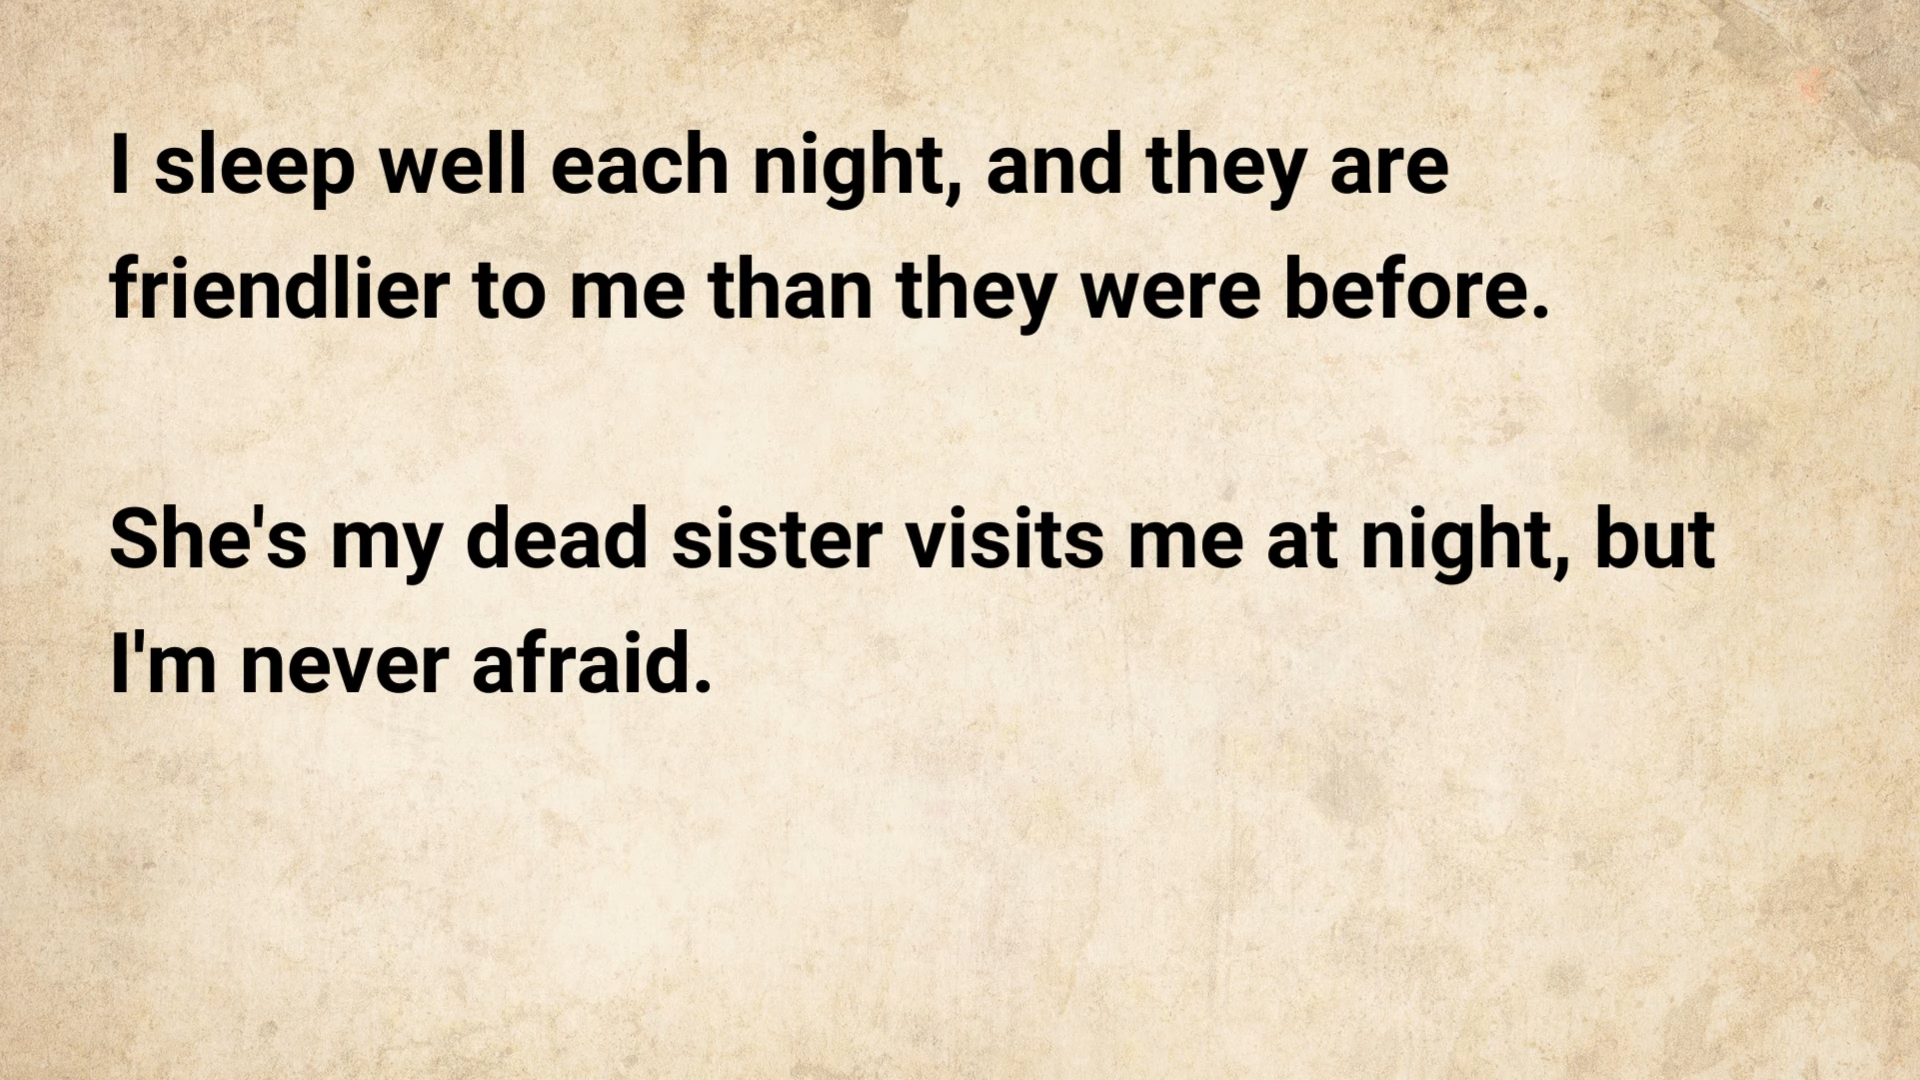 I sleep well each night, and they are
friendlier to me than they were before.
She's my dead sister visits me at night, but
I'm never afraid.